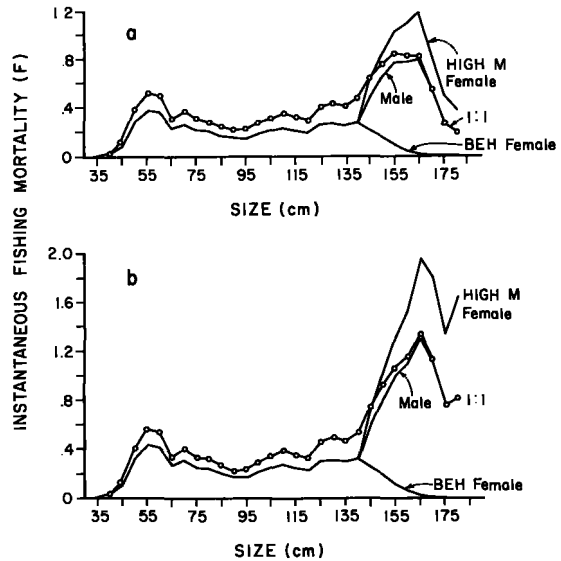 INSTANTANEOUS FISHING MORTALITY (F)
a
1 2
.8
.4
0
HIGH M
Female
Male
1:1
BEH Female
35 55 75 95 115 135 155 175
SIZE (cm)
b
2.0
1.6
1.2
.8
.4
0
HIGH M
Female
Male
1:1
BEH Female
35 55 75 95 115 135 155 175
SIZE (cm)